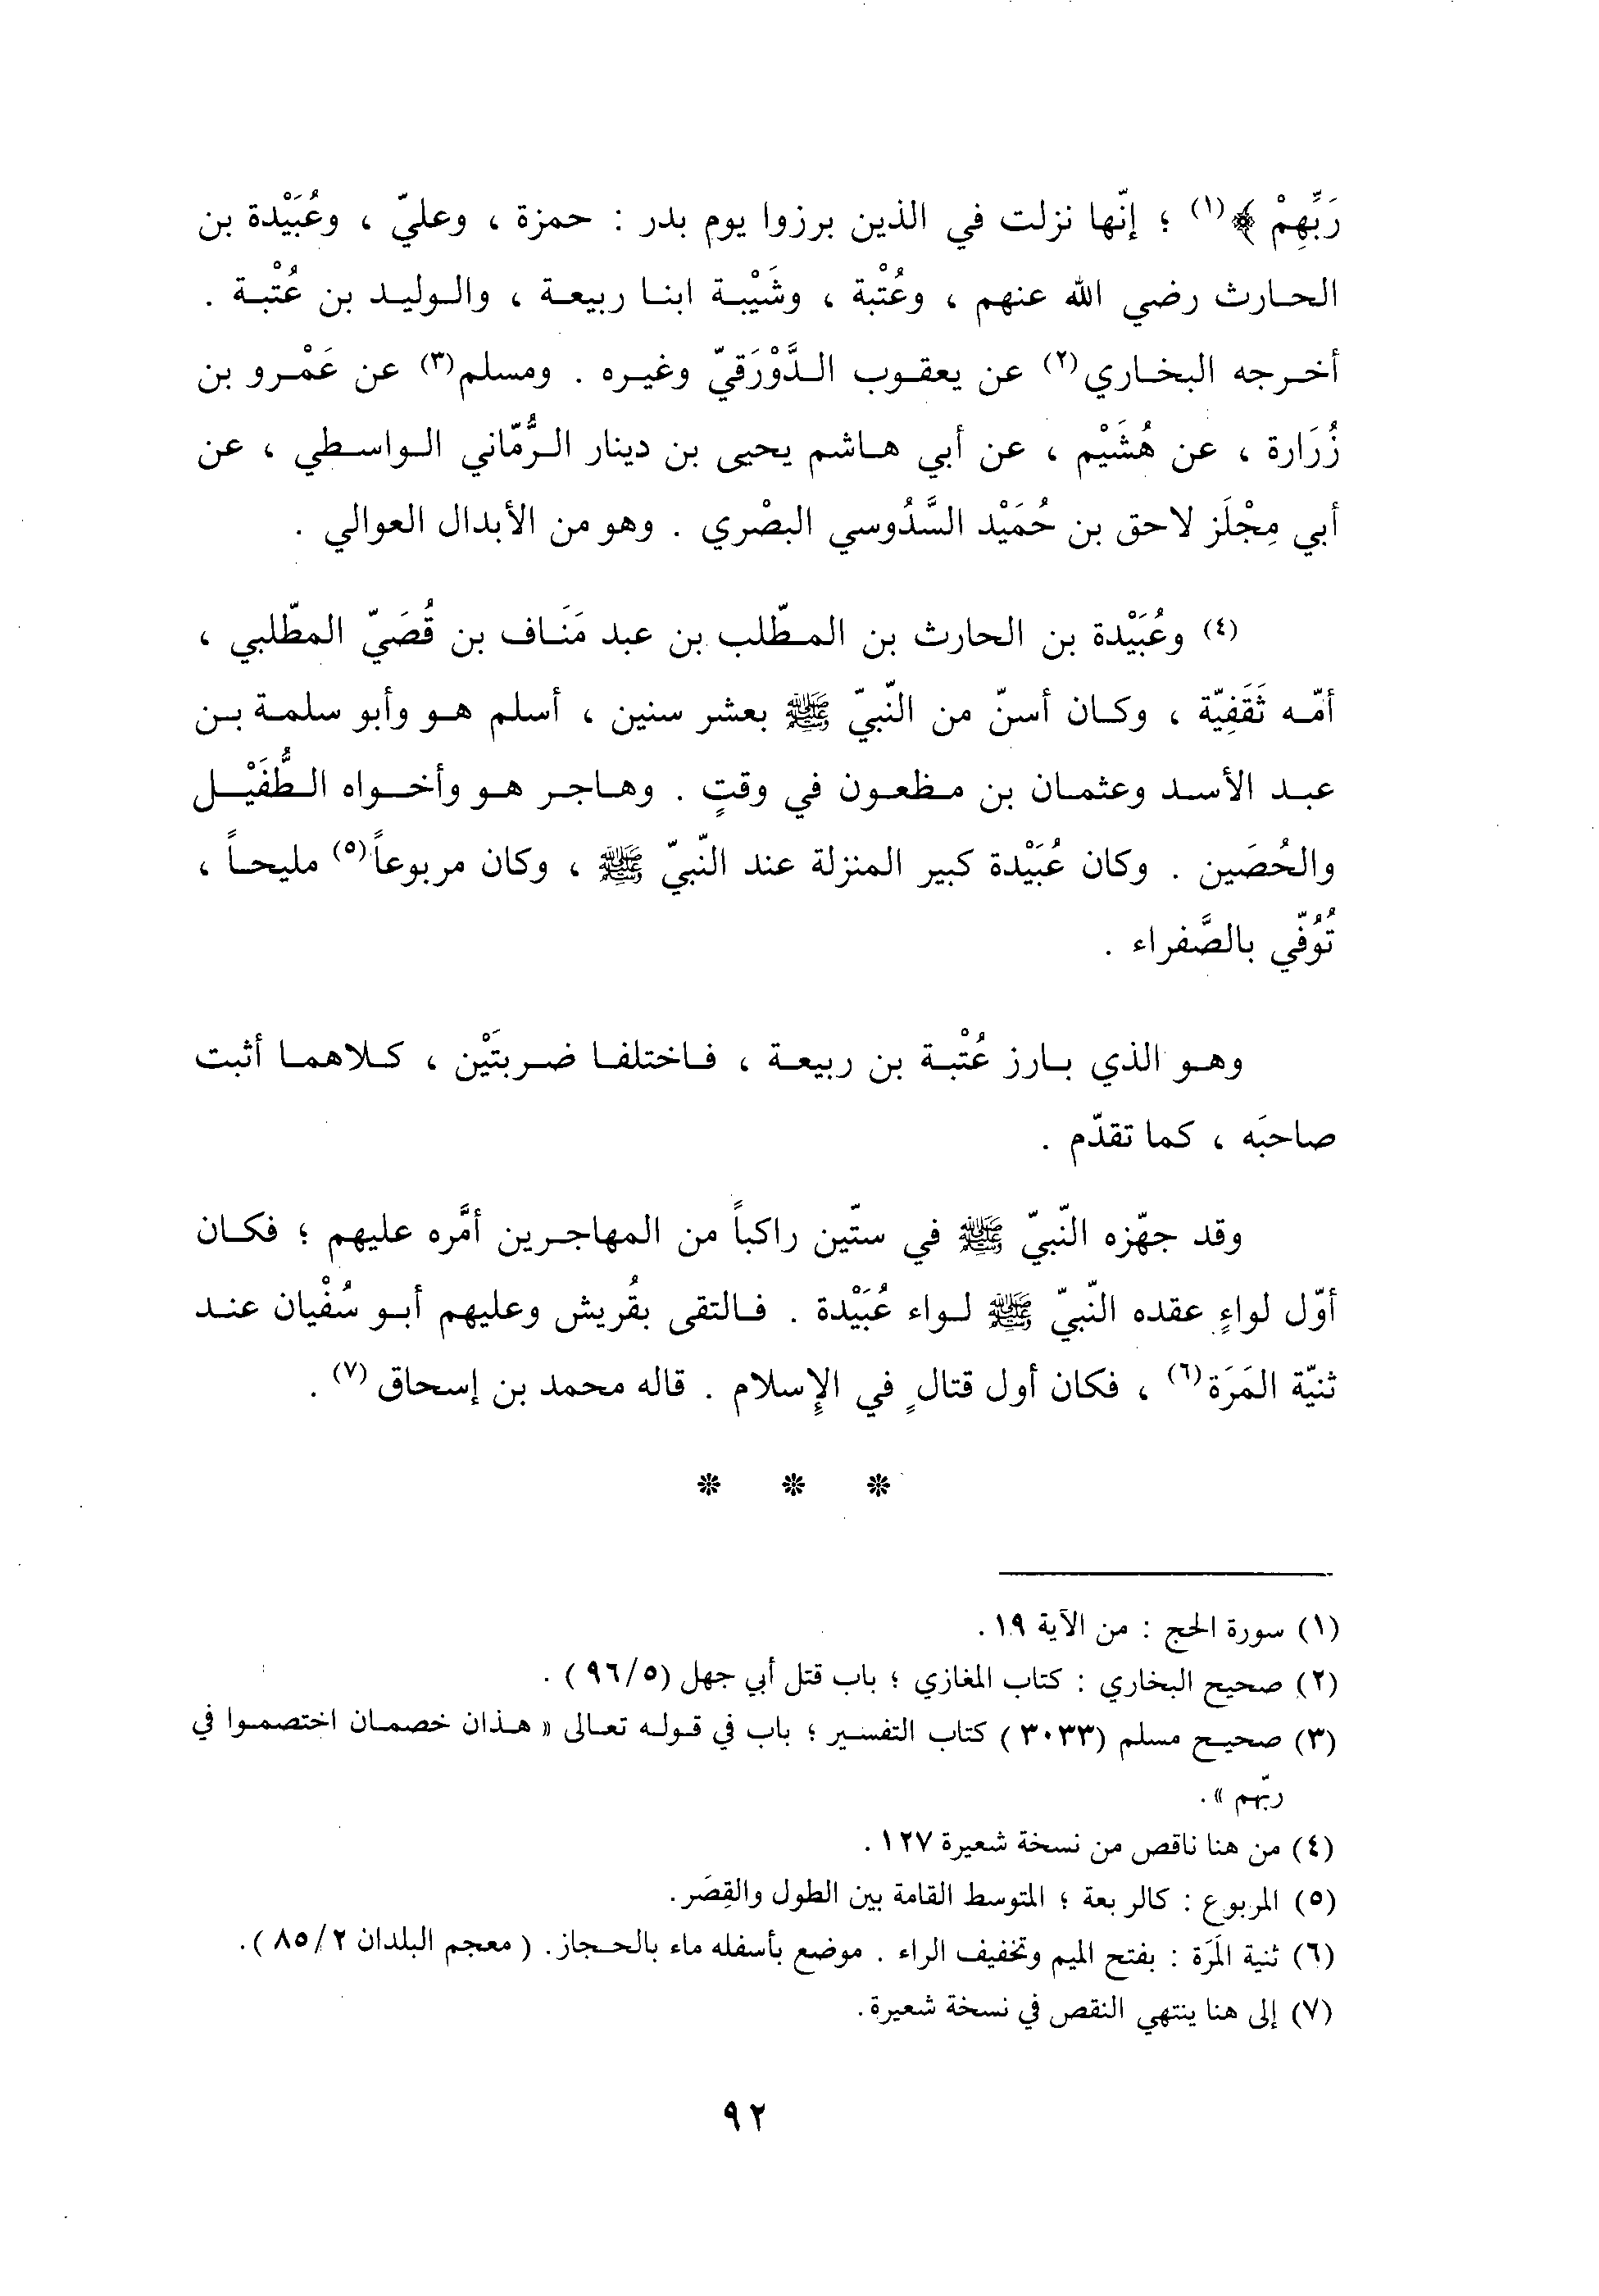 رَبِّهِمْ ﴾(١) ؛ إنّها نزلت في الذين برزوا يوم بدر : حمزة ، وعليّ ، وعُبَيْدة بن
الحارث رضي الله عنهم ، وعُتْبة ، وشَيْبة ابنا ربيعة ، والوليد بن عُتْبة .
أخرجه البخاري(٢) عن يعقوب الدَّوْرَقيّ وغيره . ومسلم(٣) عن عَمْرو بن
زُرَارة ، عن هُشَيْم ، عن أبي هاشم يحيى بن دينار الرُّمّاني الواسطي ، عن
أبي مِجْلَز لاحق بن حُمَيْد السَّدُوسي البصْري . وهو من الأبدال العوالي .
(٤) وعُبَيْدة بن الحارث بن المطّلب بن عبد مَنَاف بن قُصَيّ المطّلبي ،
أمّه ثَقَفِيّة ، وكان أسنّ من النّبيّ ﷺ بعشر سنين ، أسلم هو وأبو سلمة بن
عبد الأسد وعثمان بن مظعون في وقتٍ . وهاجر هو وأخواه الطُّفَيْل
والحُصَين . وكان عُبَيْدة كبير المنزلة عند النّبيّ ﷺ ، وكان مربوعاً(٥) مليحاً ،
تُوُفّي بالصَّفراء .
وهو الذي بارز عُتْبة بن ربيعة ، فاختلفا ضربتَيْن ، كلاهما أثبت
صاحبَه ، كما تقدّم .
وقد جهّزه النّبيّ ﷺ في ستّين راكباً من المهاجرين أمَّره عليهم ؛ فكان
أوّل لواءٍ عقده النّبيّ ﷺ لواء عُبَيْدة . فالتقى بقُريش وعليهم أبو سُفْيان عند
ثنيّة المَرَة(٦) ، فكان أول قتالٍ في الإسلام . قاله محمد بن إسحاق(٧) .
* * *
(١) سورة الحج : من الآية ١٩ .
(٢) صحيح البخاري : كتاب المغازي ؛ باب قتل أبي جهل (٩٦/٥) .
(٣) صحيح مسلم (٣٠٣٣) كتاب التفسير ؛ باب في قوله تعالى « هذان خصمان اختصموا في
ربّهم » .
(٤) من هنا ناقص من نسخة شعيرة ١٢٧ .
(٥) المربوع : كالربعة ؛ المتوسط القامة بين الطول والقِصَر .
(٦) ثنية المَرَة : بفتح الميم وتخفيف الراء . موضع بأسفله ماء بالحجاز . ( معجم البلدان ٨٥/٢ ) .
(٧) إلى هنا ينتهي النقص في نسخة شعيرة .
٩٢